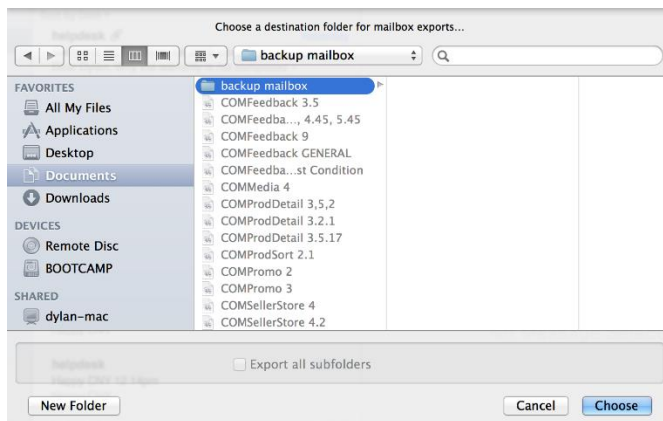 Choose a destination folder for mailbox exports...
backup mailbox
FAVORITES
All My Files
Applications
Desktop
Documents
Downloads
DEVICES
Remote Disc
BOOTCAMP
SHARED
dylan-mac
backup mailbox
COMFeedback 3.5
COMFeedba..., 4.45, 5.45
COMFeedback 9
COMFeedback GENERAL
COMFeedba...st Condition
COMMedia 4
COMProdDetail 3,5,2
COMProdDetail 3.2.1
COMProdDetail 3.5.17
COMProdSort 2.1
COMPromo 2
COMPromo 3
COMSellerStore 4
COMSellerStore 4.2
helpdesk
Export all subfolders
New Folder
Cancel
Choose